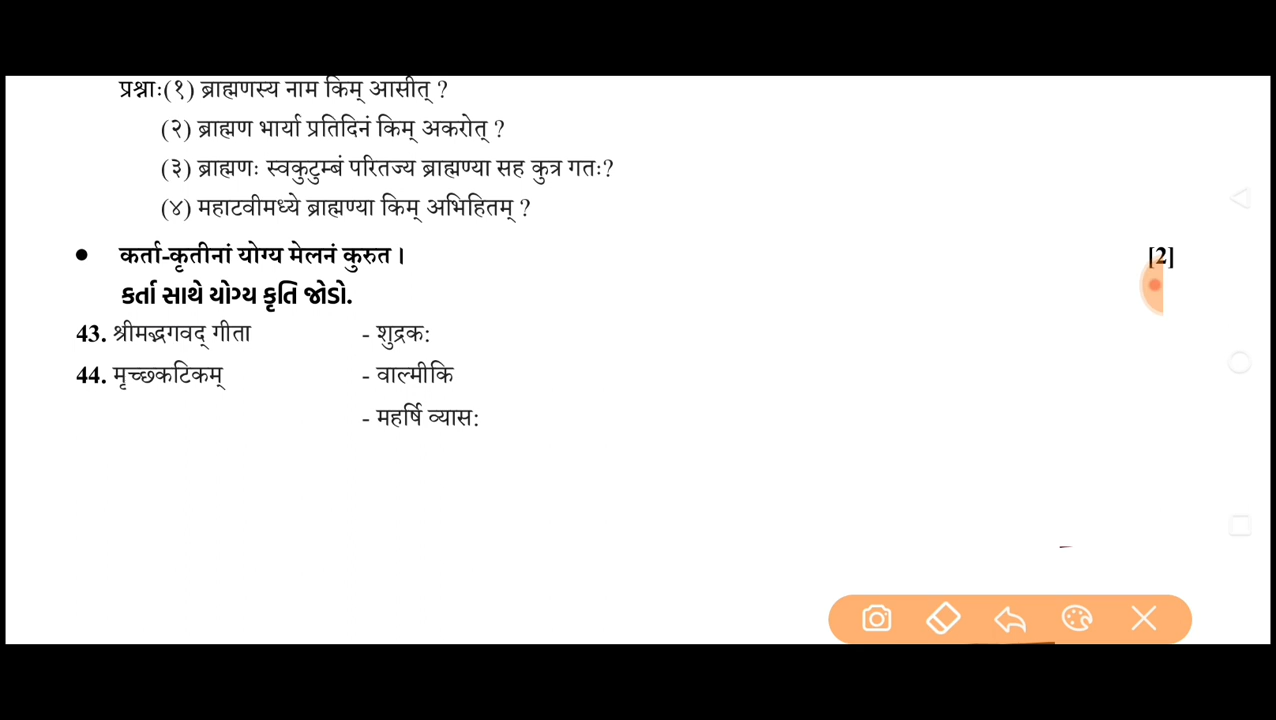 प्रश्नाः(१) ब्राह्मणस्य नाम किम् आसीत् ?
(२) ब्राह्मण भार्या प्रतिदिनं किम् अकरोत् ?
(३) ब्राह्मणः स्वकुटुम्बं परितज्य ब्राह्मण्या सह कुत्र गतः?
(४) महाटवीमध्ये ब्राह्मण्या किम् अभिहितम् ?
• कर्ता-कृतीनां योग्य मेलनं कुरुत । [2]
કર્તા સાથે યોગ્ય કૃતિ જોડો.
43. श्रीमद्भगवद् गीता - शुद्रक:
44. मृच्छकटिकम् - वाल्मीकि
- महर्षि व्यास: